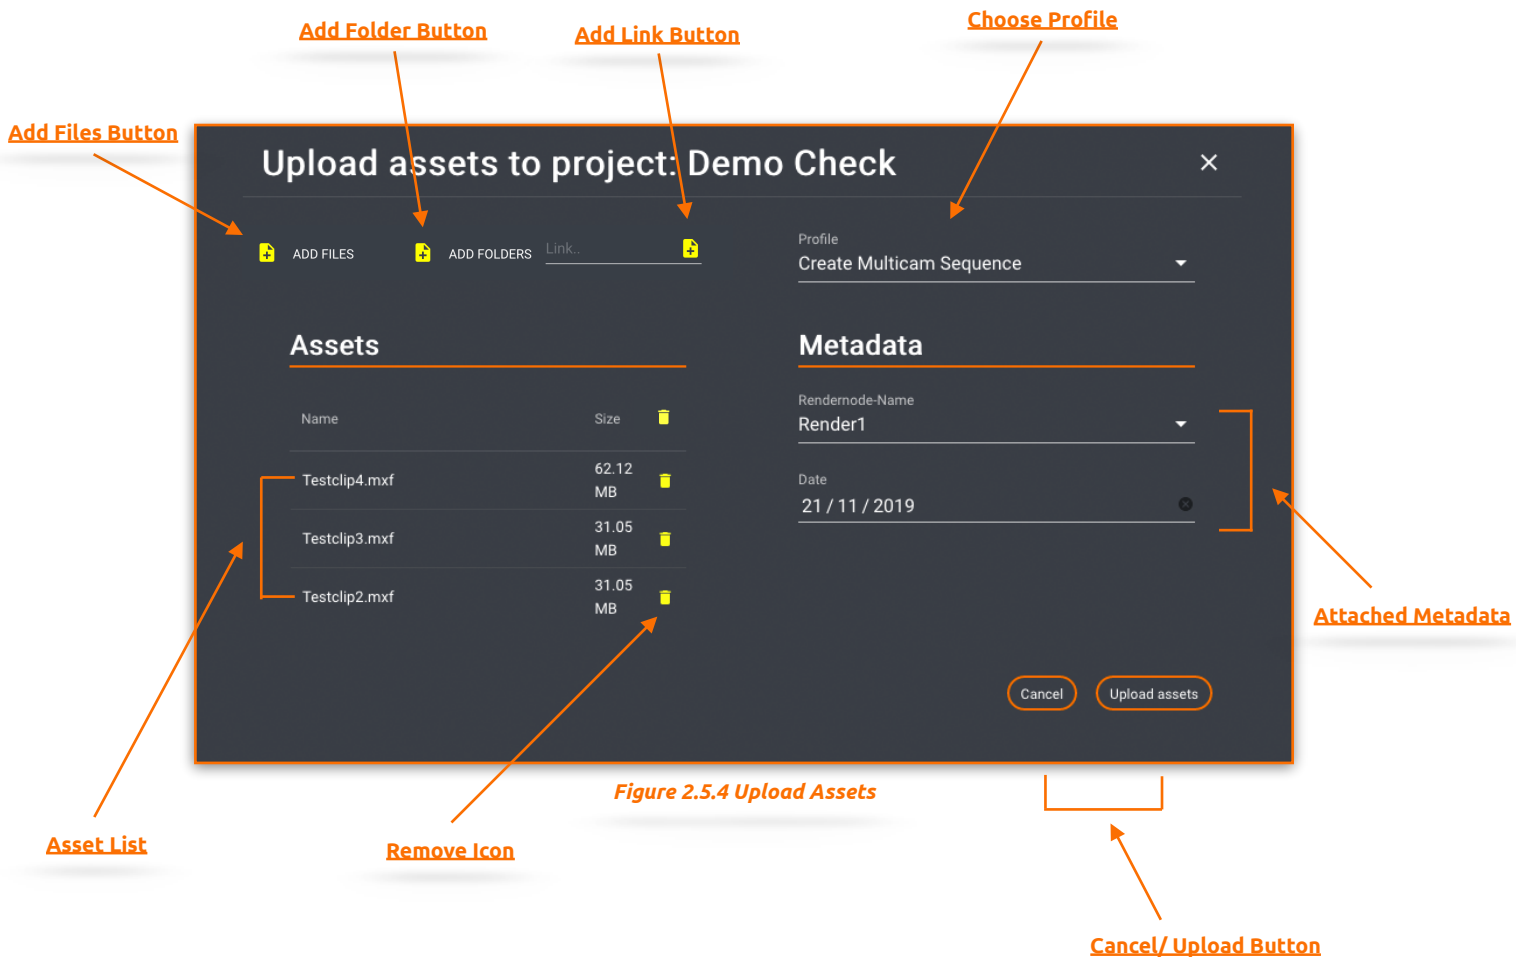 Choose Profile
Add Folder Button
Add Link Button
Add Files Button
Upload assets to project: Demo Check
ADD FILES
ADD FOLDERS
Link..
Profile
Create Multicam Sequence
Assets
Metadata
Name
Size
Rendernode-Name
Render1
Testclip4.mxf
62.12
MB
Date
21 / 11 / 2019
Testclip3.mxf
31.05
MB
Testclip2.mxf
31.05
MB
Attached Metadata
Cancel
Upload assets
Figure 2.5.4 Upload Assets
Asset List
Remove Icon
Cancel/ Upload Button